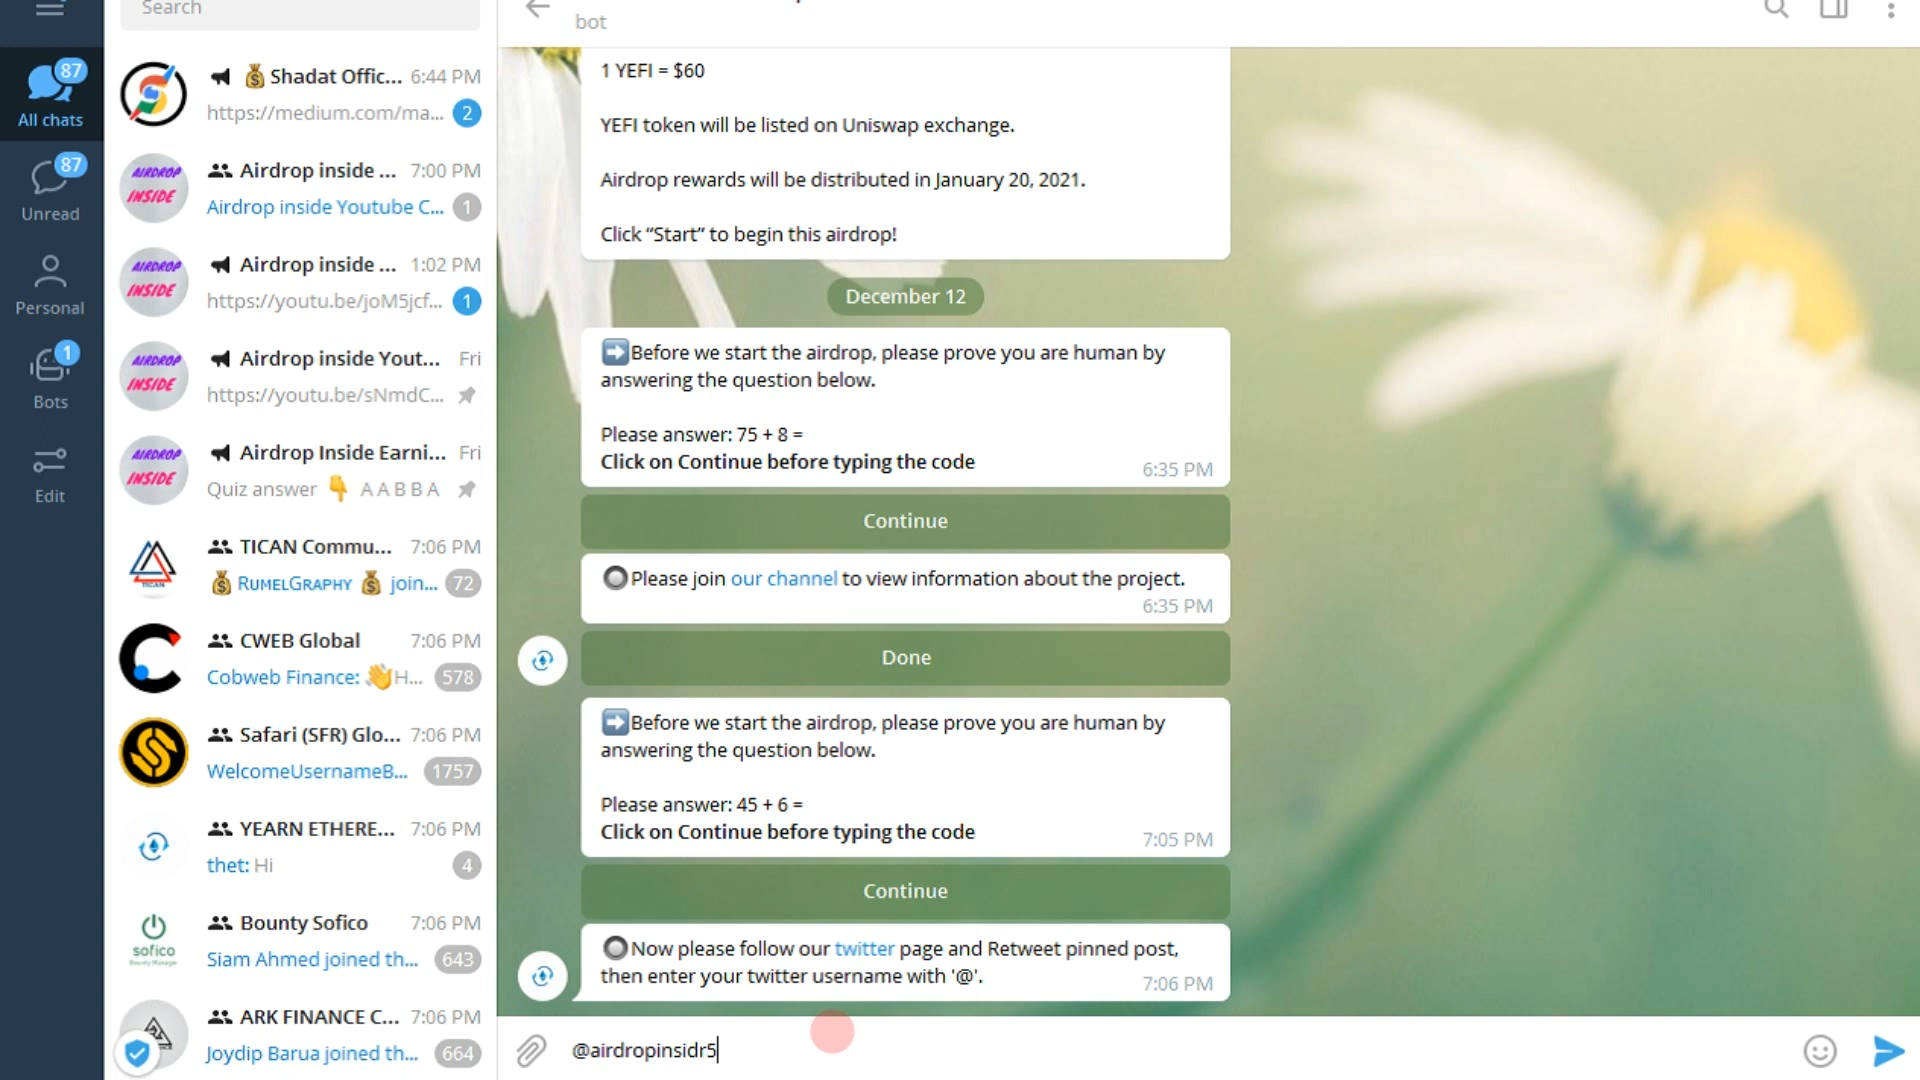 Search
87
All chats
87
Unread
Personal
1
Bots
Edit
💰 Shadat Offic... 6:44 PM
https://medium.com/ma... 2
AIRDROP INSIDE
Airdrop inside ... 7:00 PM
Airdrop inside Youtube C... 1
AIRDROP INSIDE
Airdrop inside ... 1:02 PM
https://youtu.be/joM5jcf... 1
AIRDROP INSIDE
Airdrop inside Yout... Fri
https://youtu.be/sNmdC...
AIRDROP INSIDE
Airdrop Inside Earni... Fri
Quiz answer 👇 A A B B A
TICAN
TICAN Commu... 7:06 PM
💰 RUMELGRAPHY 💰 join... 72
CWEB Global 7:06 PM
Cobweb Finance: 👋H... 578
Safari (SFR) Glo... 7:06 PM
WelcomeUsernameB... 1757
YEARN ETHERE... 7:06 PM
thet: Hi 4
sofico
Bounty Manager
Bounty Sofico 7:06 PM
Siam Ahmed joined th... 643
ARK FINANCE C... 7:06 PM
Joydip Barua joined th... 664
bot
1 YEFI = $60
YEFI token will be listed on Uniswap exchange.
Airdrop rewards will be distributed in January 20, 2021.
Click “Start” to begin this airdrop!
December 12
➡️Before we start the airdrop, please prove you are human by
answering the question below.
Please answer: 75 + 8 =
Click on Continue before typing the code 6:35 PM
Continue
🔘Please join our channel to view information about the project.
6:35 PM
Done
➡️Before we start the airdrop, please prove you are human by
answering the question below.
Please answer: 45 + 6 =
Click on Continue before typing the code 7:05 PM
Continue
🔘Now please follow our twitter page and Retweet pinned post,
then enter your twitter username with '@'. 7:06 PM
@airdropinsidr5